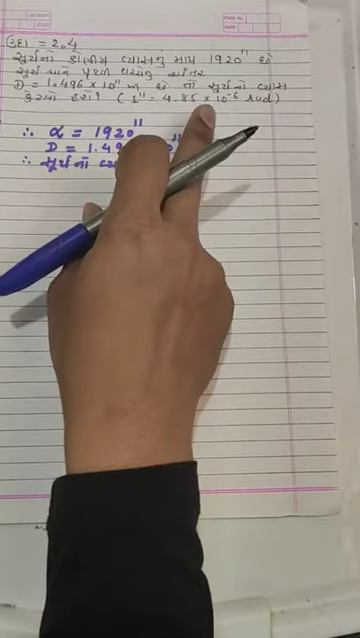 ઉદા = 2.4
સૂર્યના કોણીય વ્યાસનું માપ 1920" છે
સૂર્ય અને પૃથ્વી વચ્ચેનું અંતર
D = 1.496 × 10" m છે તો સૂર્યનો વ્યાસ
કેટલો હશે? ( 1" = 4.85 × 10⁻⁶ rad)
∴ α = 1920"
D = 1.49
∴ સૂર્યનો